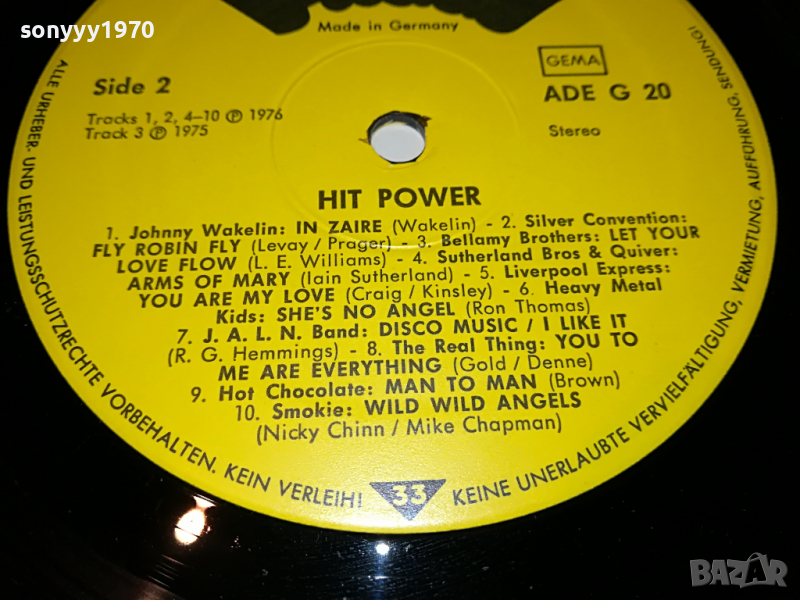 sonyyy1970
Made in Germany
Side 2
GEMA
ADE G 20
Tracks 1, 2, 4-10 ℗ 1976
Track 3 ℗ 1975
Stereo
HIT POWER
1. Johnny Wakelin: IN ZAIRE (Wakelin) - 2. Silver Convention:
FLY ROBIN FLY (Levay / Prager) - 3. Bellamy Brothers: LET YOUR
LOVE FLOW (L. E. Williams) - 4. Sutherland Bros & Quiver:
ARMS OF MARY (Iain Sutherland) - 5. Liverpool Express:
YOU ARE MY LOVE (Craig / Kinsley) - 6. Heavy Metal
Kids: SHE'S NO ANGEL (Ron Thomas)
7. J. A. L. N. Band: DISCO MUSIC / I LIKE IT
(R. G. Hemmings) - 8. The Real Thing: YOU TO
ME ARE EVERYTHING (Gold / Denne)
9. Hot Chocolate: MAN TO MAN (Brown)
10. Smokie: WILD WILD ANGELS
(Nicky Chinn / Mike Chapman)
ALLE URHEBER- UND LEISTUNGSSCHUTZRECHTE VORBEHALTEN. KEIN VERLEIH! 33 KEINE UNERLAUBTE VERVIELFÄLTIGUNG, VERMIETUNG, AUFFÜHRUNG, SENDUNG!
BAZAR